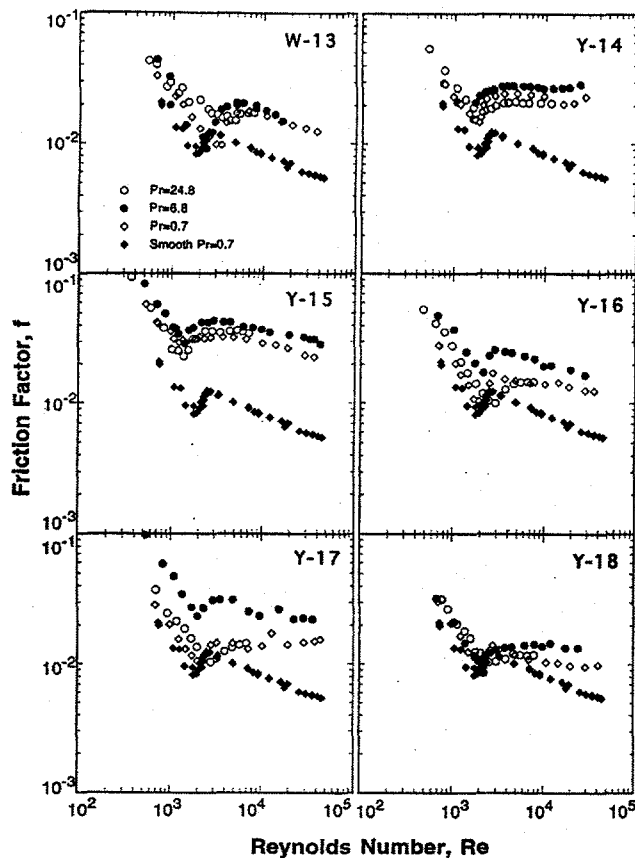 W-13
Y-14
10⁻¹
10⁻²
10⁻³
Pr=24.8
Pr=6.8
Pr=0.7
Smooth Pr=0.7
Y-15
Y-16
10⁻¹
10⁻²
10⁻³
Y-17
Y-18
10⁻¹
10⁻²
10⁻³
10² 10³ 10⁴ 10⁵ 10² 10³ 10⁴ 10⁵
Friction Factor, f
Reynolds Number, Re